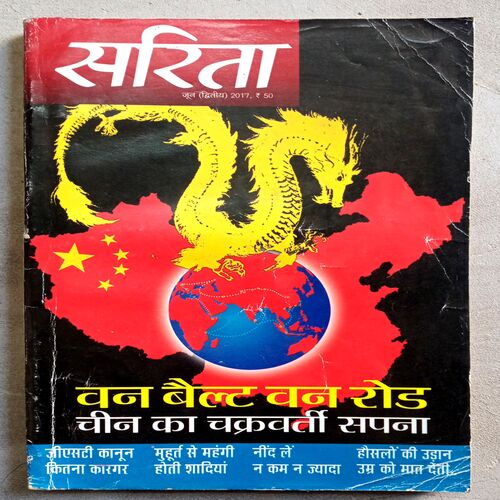 सरिता
जून (द्वितीय) 2017, ₹ 50
वन बैल्ट वन रोड
चीन का चक्रवर्ती सपना
जीएसटी कानून
कितना कारगर
मुहूर्त से महंगी
होती शादियां
नींद लें
न कम न ज्यादा
हौसलों की उड़ान
उम्र को मात देती